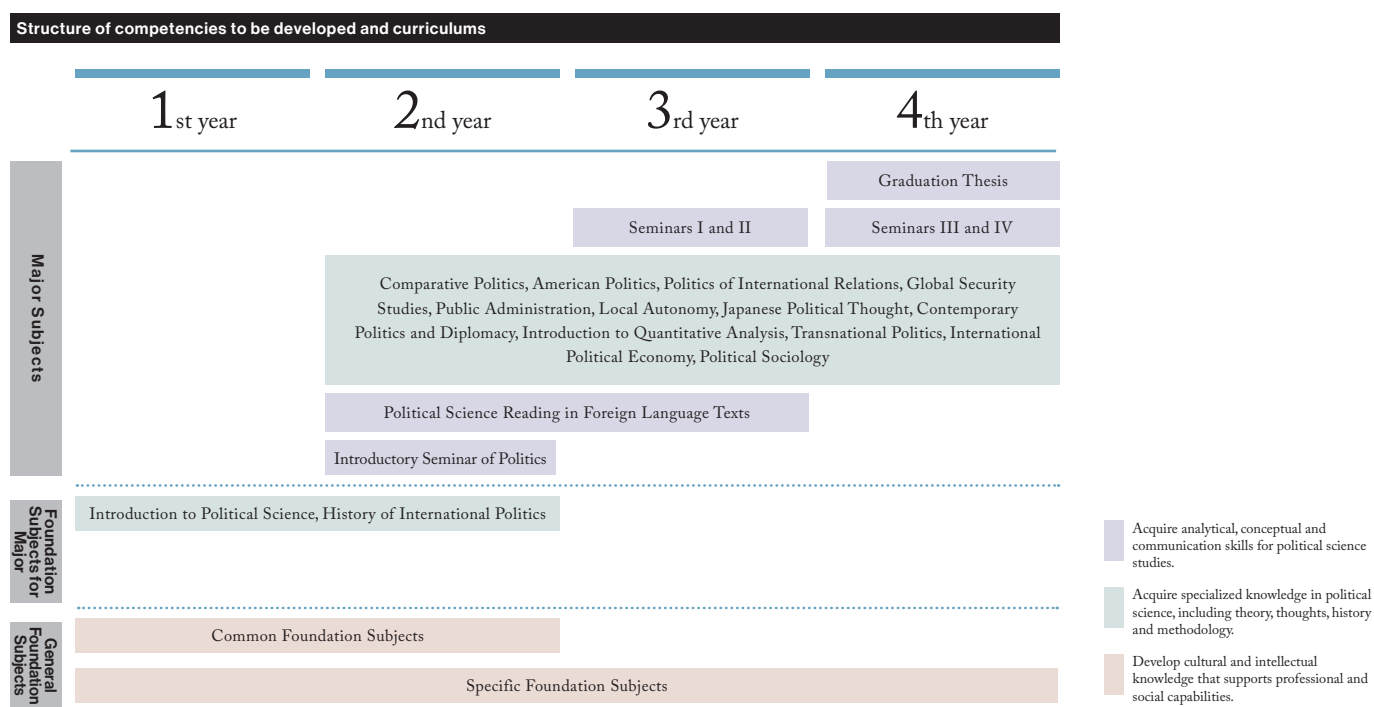 Structure of competencies to be developed and curriculums
1st year
2nd year
3rd year
4th year
Major Subjects
Graduation Thesis
Seminars I and II
Seminars III and IV
Comparative Politics, American Politics, Politics of International Relations, Global Security
Studies, Public Administration, Local Autonomy, Japanese Political Thought, Contemporary
Politics and Diplomacy, Introduction to Quantitative Analysis, Transnational Politics, International
Political Economy, Political Sociology
Political Science Reading in Foreign Language Texts
Introductory Seminar of Politics
Foundation
Subjects for
Major
Introduction to Political Science, History of International Politics
General
Foundation
Subjects
Common Foundation Subjects
Specific Foundation Subjects
Acquire analytical, conceptual and
communication skills for political science
studies.
Acquire specialized knowledge in political
science, including theory, thoughts, history
and methodology.
Develop cultural and intellectual
knowledge that supports professional and
social capabilities.